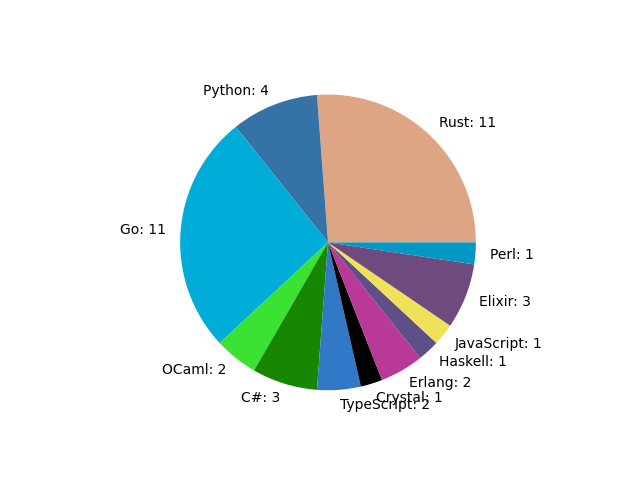 Rust: 11
Python: 4
Go: 11
OCaml: 2
C#: 3
TypeScript: 2
Crystal: 1
Erlang: 2
Haskell: 1
JavaScript: 1
Elixir: 3
Perl: 1